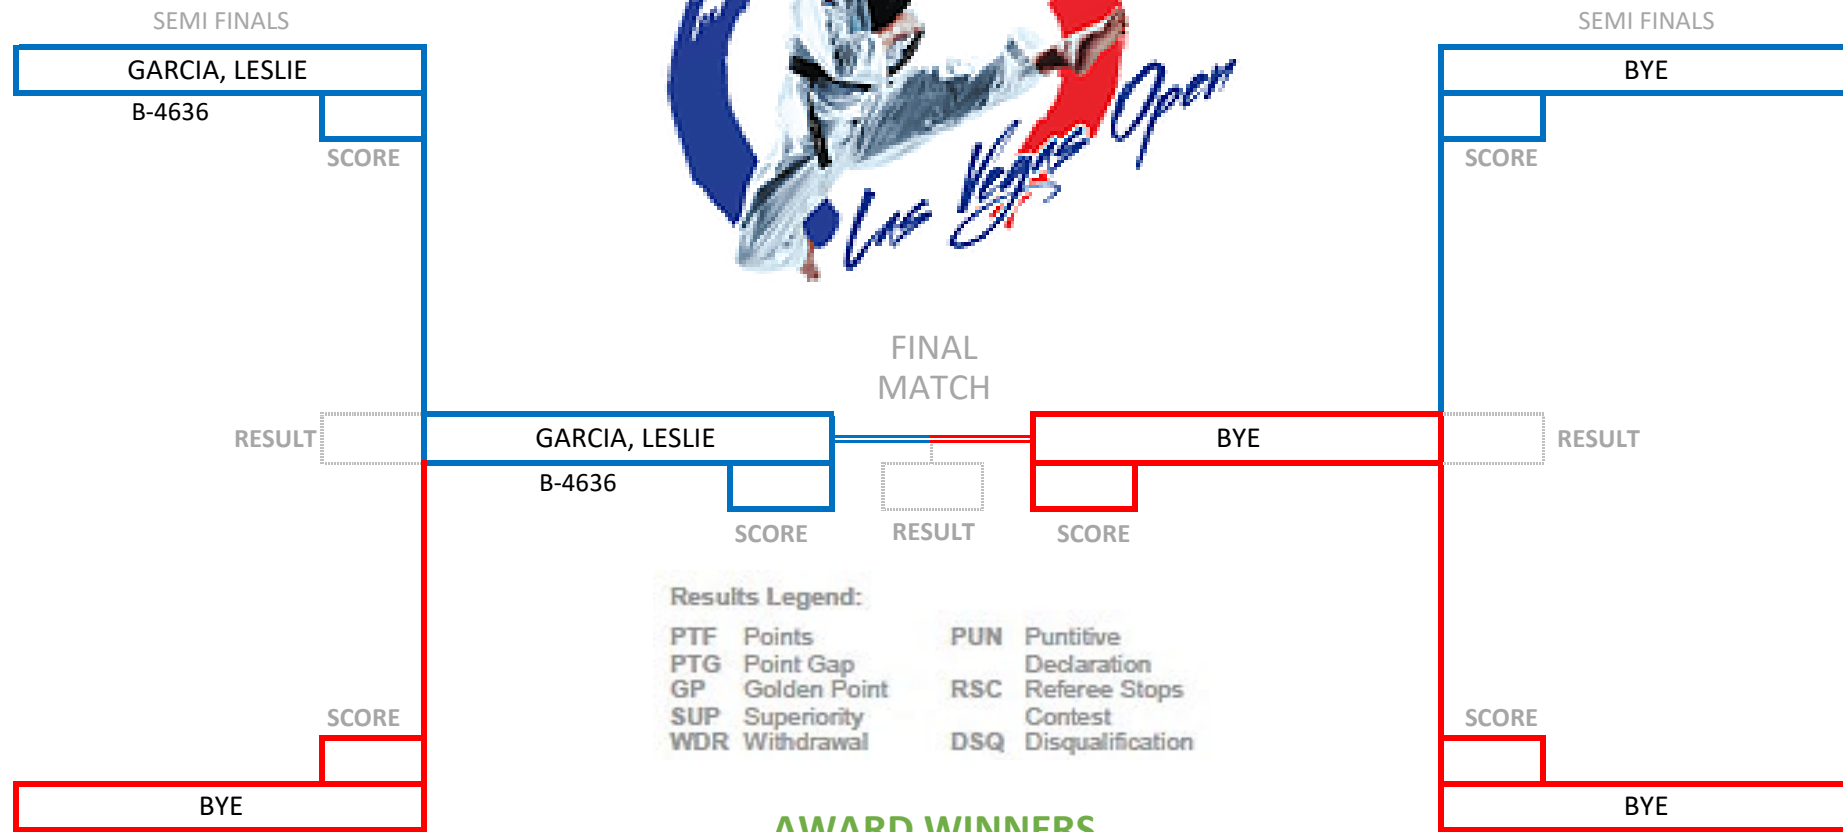 SEMI FINALS
SEMI FINALS
GARCIA, LESLIE
BYE
B-4636
SCORE
SCORE
Las Vegas Open
FINAL
MATCH
RESULT
GARCIA, LESLIE
BYE
RESULT
B-4636
SCORE
RESULT
SCORE
Results Legend:
PTF Points
PTG Point Gap
GP Golden Point
SUP Superiority
WDR Withdrawal
PUN Puntitive
Declaration
RSC Referee Stops
Contest
DSQ Disqualification
SCORE
SCORE
BYE
BYE
AWARD WINNERS